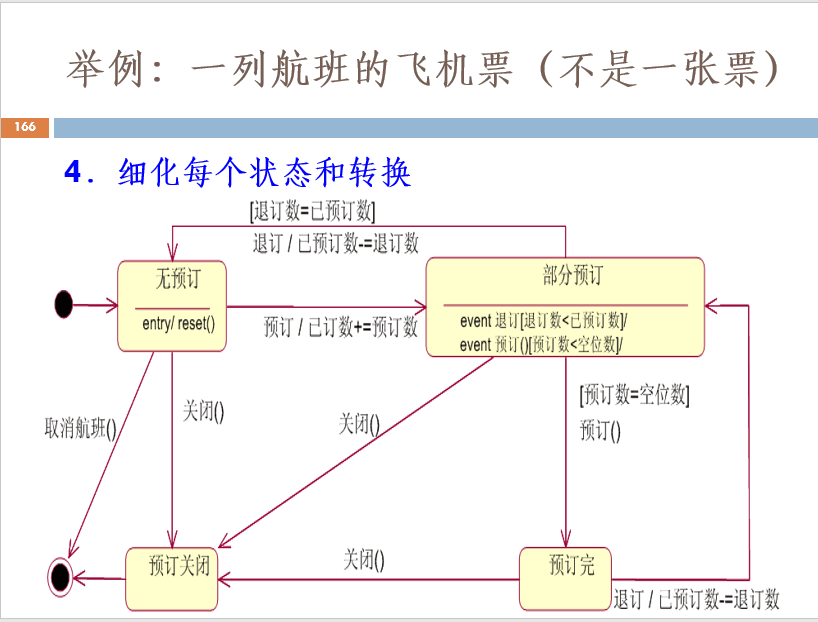 举例：一列航班的飞机票（不是一张票）
166
4．细化每个状态和转换
[退订数=已预订数]
退订 / 已预订数-=退订数
无预订
entry/ reset()
部分预订
event 退订[退订数<已预订数]/
event 预订()[预订数<空位数]/
预订 / 已订数+=预订数
取消航班()
关闭()
关闭()
[预订数=空位数]
预订()
预订关闭
关闭()
预订完
退订 / 已预订数-=退订数